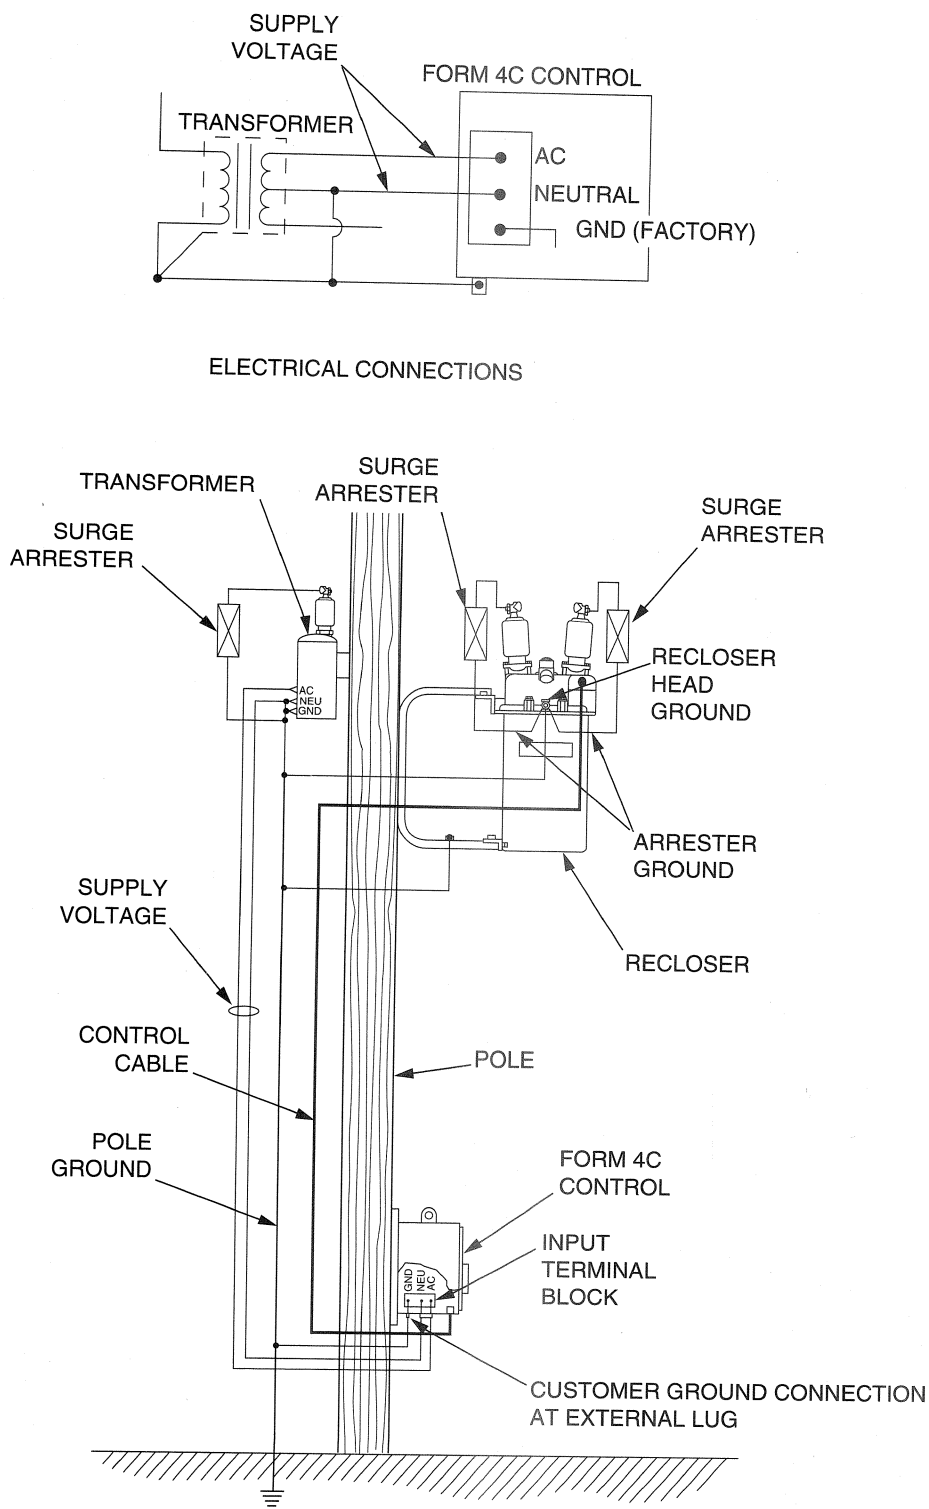 SUPPLY
VOLTAGE
FORM 4C CONTROL
TRANSFORMER
AC
NEUTRAL
GND (FACTORY)
ELECTRICAL CONNECTIONS
SURGE
ARRESTER
TRANSFORMER
SURGE
ARRESTER
SURGE
ARRESTER
RECLOSER
HEAD
GROUND
AC
NEU
GND
ARRESTER
GROUND
SUPPLY
VOLTAGE
RECLOSER
CONTROL
CABLE
POLE
POLE
GROUND
FORM 4C
CONTROL
INPUT
TERMINAL
BLOCK
GND
NEU
AC
CUSTOMER GROUND CONNECTION
AT EXTERNAL LUG